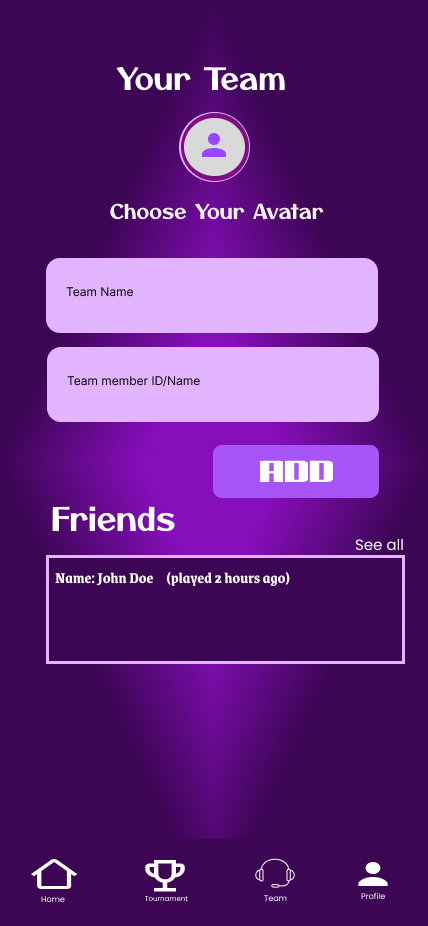 Your Team
Choose Your Avatar
Team Name
Team member ID/Name
ADD
Friends
See all
Name: John Doe (played 2 hours ago)
Home
Tournament
Team
Profile